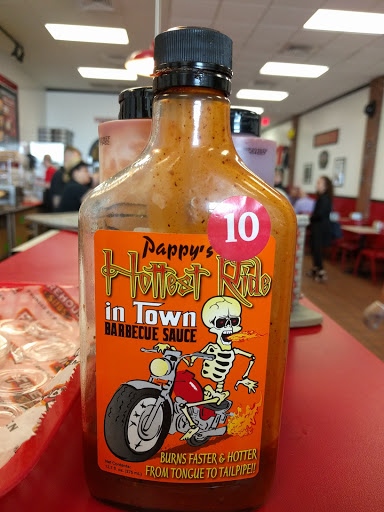 10
Pappy's
Hottest Ride
in Town
BARBECUE SAUCE
BURNS FASTER & HOTTER
FROM TONGUE TO TAILPIPE!!